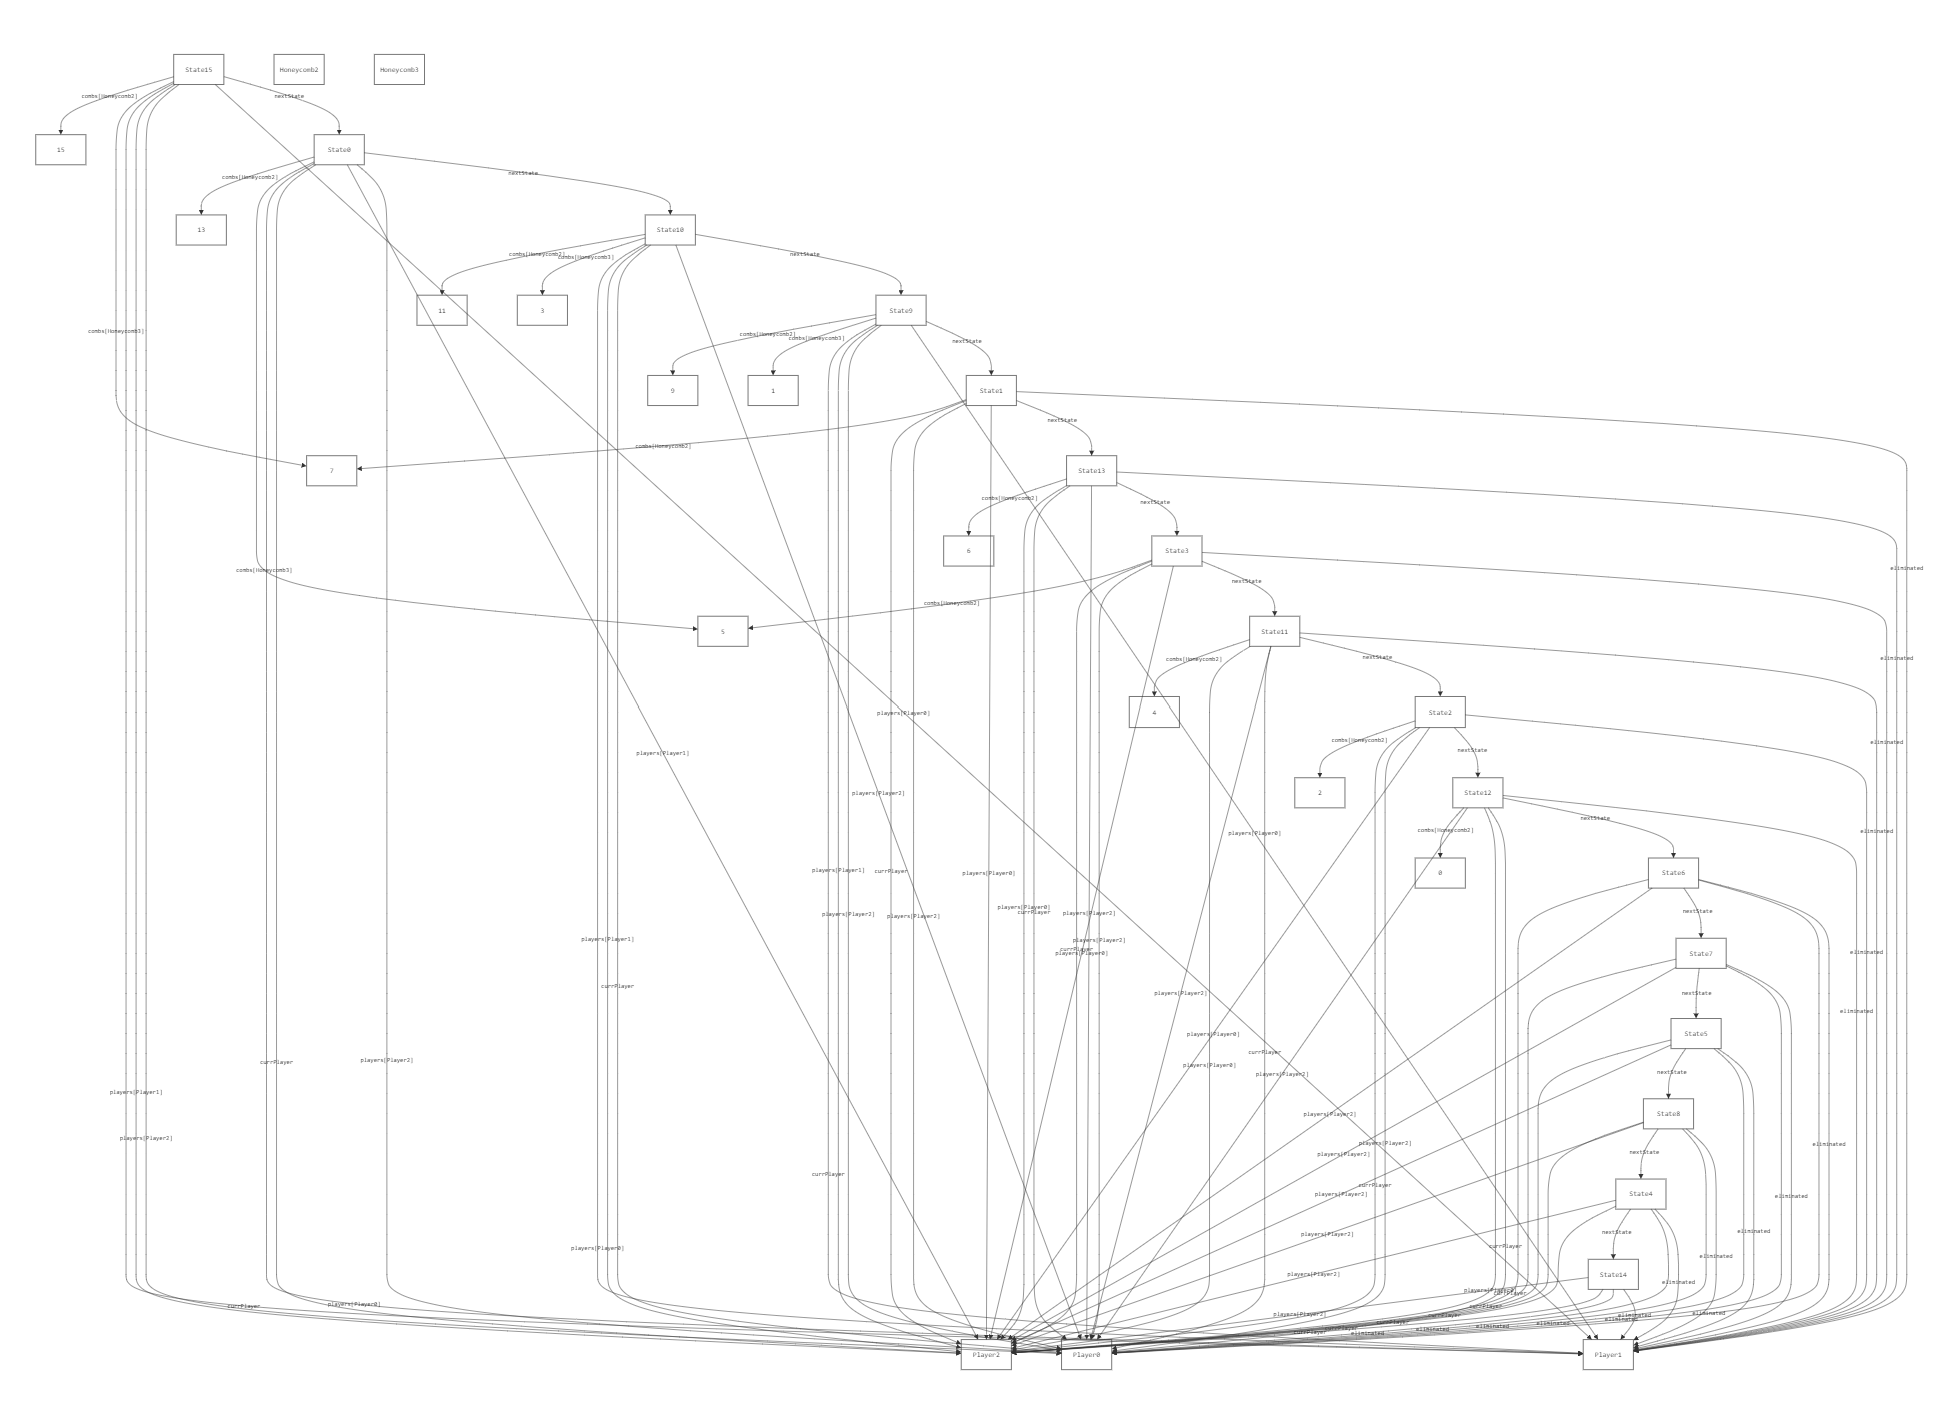 State15
Honeycomb2
Honeycomb3
combs[Honeycomb2]
nextState
15
State0
combs[Honeycomb2]
nextState
13
State10
combs[Honeycomb2]
combs[Honeycomb3]
nextState
11
3
State9
combs[Honeycomb3]
combs[Honeycomb2]
combs[Honeycomb3]
nextState
9
1
State1
nextState
combs[Honeycomb2]
7
State13
combs[Honeycomb2]
nextState
6
State3
combs[Honeycomb3]
nextState
eliminated
combs[Honeycomb2]
5
State11
combs[Honeycomb2]
nextState
eliminated
4
State2
players[Player0]
players[Player1]
combs[Honeycomb2]
nextState
eliminated
2
State12
players[Player2]
nextState
players[Player0]
combs[Honeycomb2]
eliminated
players[Player1]
currPlayer
players[Player0]
0
State6
players[Player2]
players[Player2]
players[Player0]
currPlayer
players[Player2]
nextState
players[Player1]
players[Player2]
currPlayer
players[Player0]
State7
eliminated
currPlayer
players[Player2]
nextState
eliminated
players[Player0]
State5
currPlayer
players[Player2]
currPlayer
players[Player0]
players[Player2]
nextState
players[Player1]
players[Player2]
State8
players[Player2]
players[Player2]
players[Player2]
nextState
eliminated
currPlayer
currPlayer
players[Player2]
State4
eliminated
players[Player0]
players[Player2]
currPlayer
nextState
eliminated
eliminated
players[Player2]
State14
eliminated
currPlayer
players[Player0]
players[Player2]
Player2
Player0
Player1